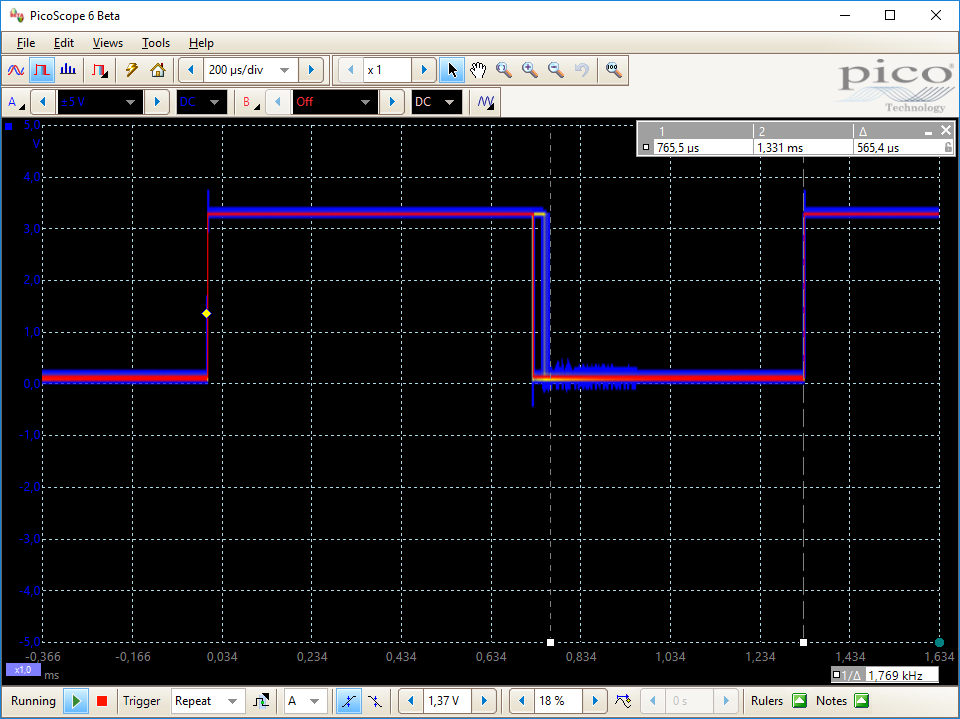 PicoScope 6 Beta
File Edit Views Tools Help
200 µs/div x 1
pico
Technology
A ±5 V DC B Off DC
1 2 Δ
765,5 µs 1,331 ms 565,4 µs
5,0
V
4,0
3,0
2,0
1,0
0,0
-1,0
-2,0
-3,0
-4,0
-5,0
-0,366 -0,166 0,034 0,234 0,434 0,634 0,834 1,034 1,234 1,434 1,634
x1,0 ms
1/Δ 1,769 kHz
Running Trigger Repeat A 1,37 V 18 % 0 s Rulers Notes